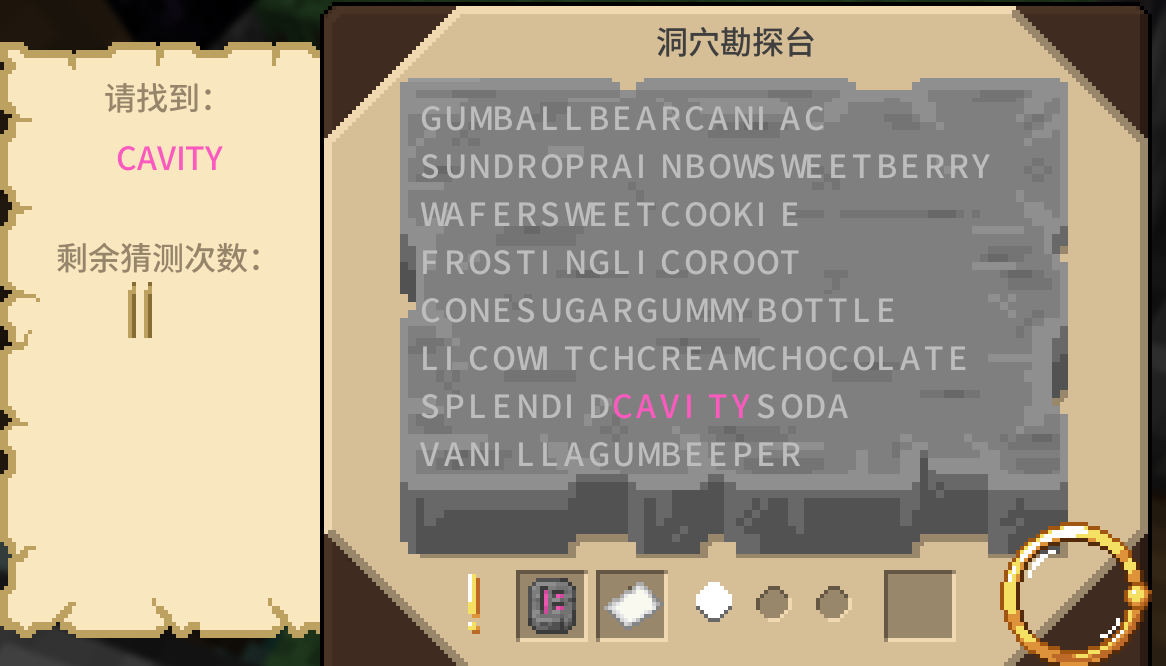 洞穴勘探台
请找到：
CAVITY
剩余猜测次数：
GUMBALLBEARCANIAC
SUNDROPRAINBOWSWEETBERRY
WAFERSWEETCOOKIE
FROSTINGLICOROOT
CONESUGARGUMMYBOTTLE
LICOWITCHCREAMCHOCOLATE
SPLENDIDCAVITYSODA
VANILLAGUMBEEPER